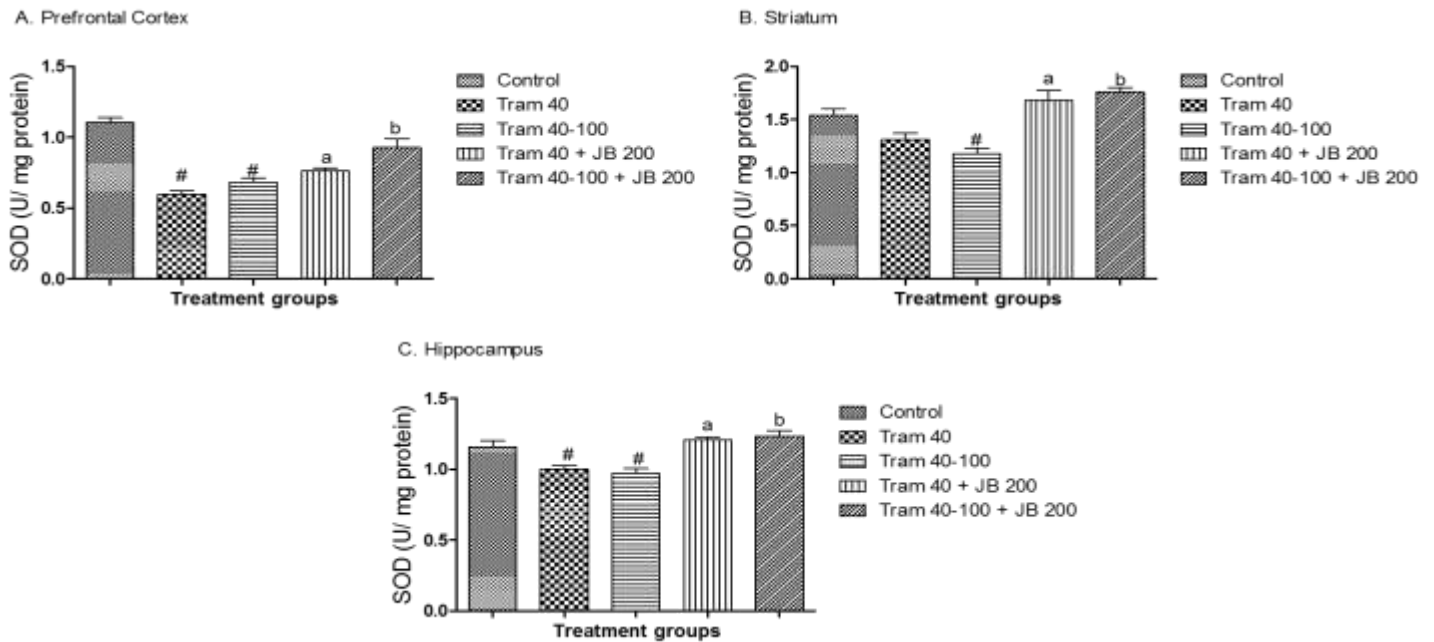 A. Prefrontal Cortex
SOD (U/ mg protein)
1.5
1.0
0.5
0.0
#
#
a
b
Treatment groups
Control
Tram 40
Tram 40-100
Tram 40 + JB 200
Tram 40-100 + JB 200
B. Striatum
SOD (U/ mg protein)
2.0
1.5
1.0
0.5
0.0
#
a
b
Treatment groups
Control
Tram 40
Tram 40-100
Tram 40 + JB 200
Tram 40-100 + JB 200
C. Hippocampus
SOD (U/ mg protein)
1.5
1.0
0.5
0.0
#
#
a
b
Treatment groups
Control
Tram 40
Tram 40-100
Tram 40 + JB 200
Tram 40-100 + JB 200